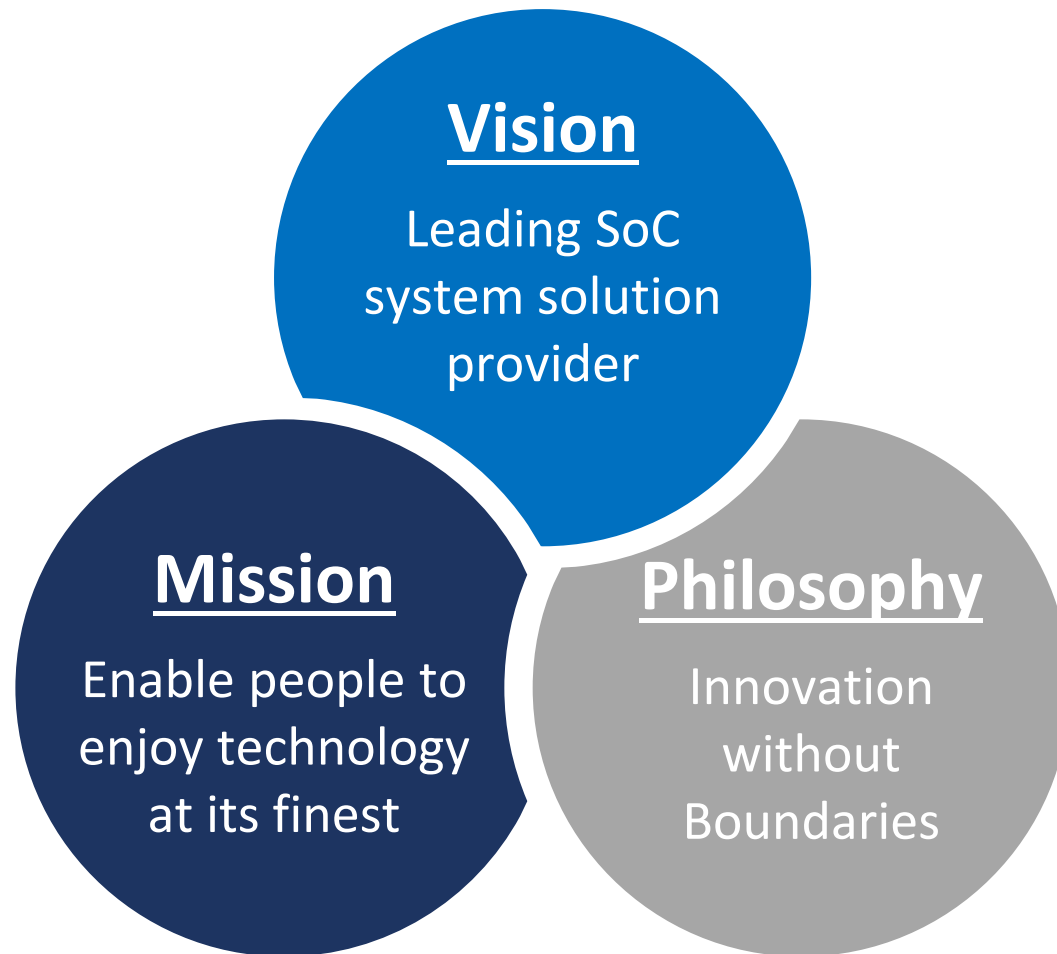 Vision
Leading SoC
system solution
provider
Mission
Enable people to
enjoy technology
at its finest
Philosophy
Innovation
without
Boundaries